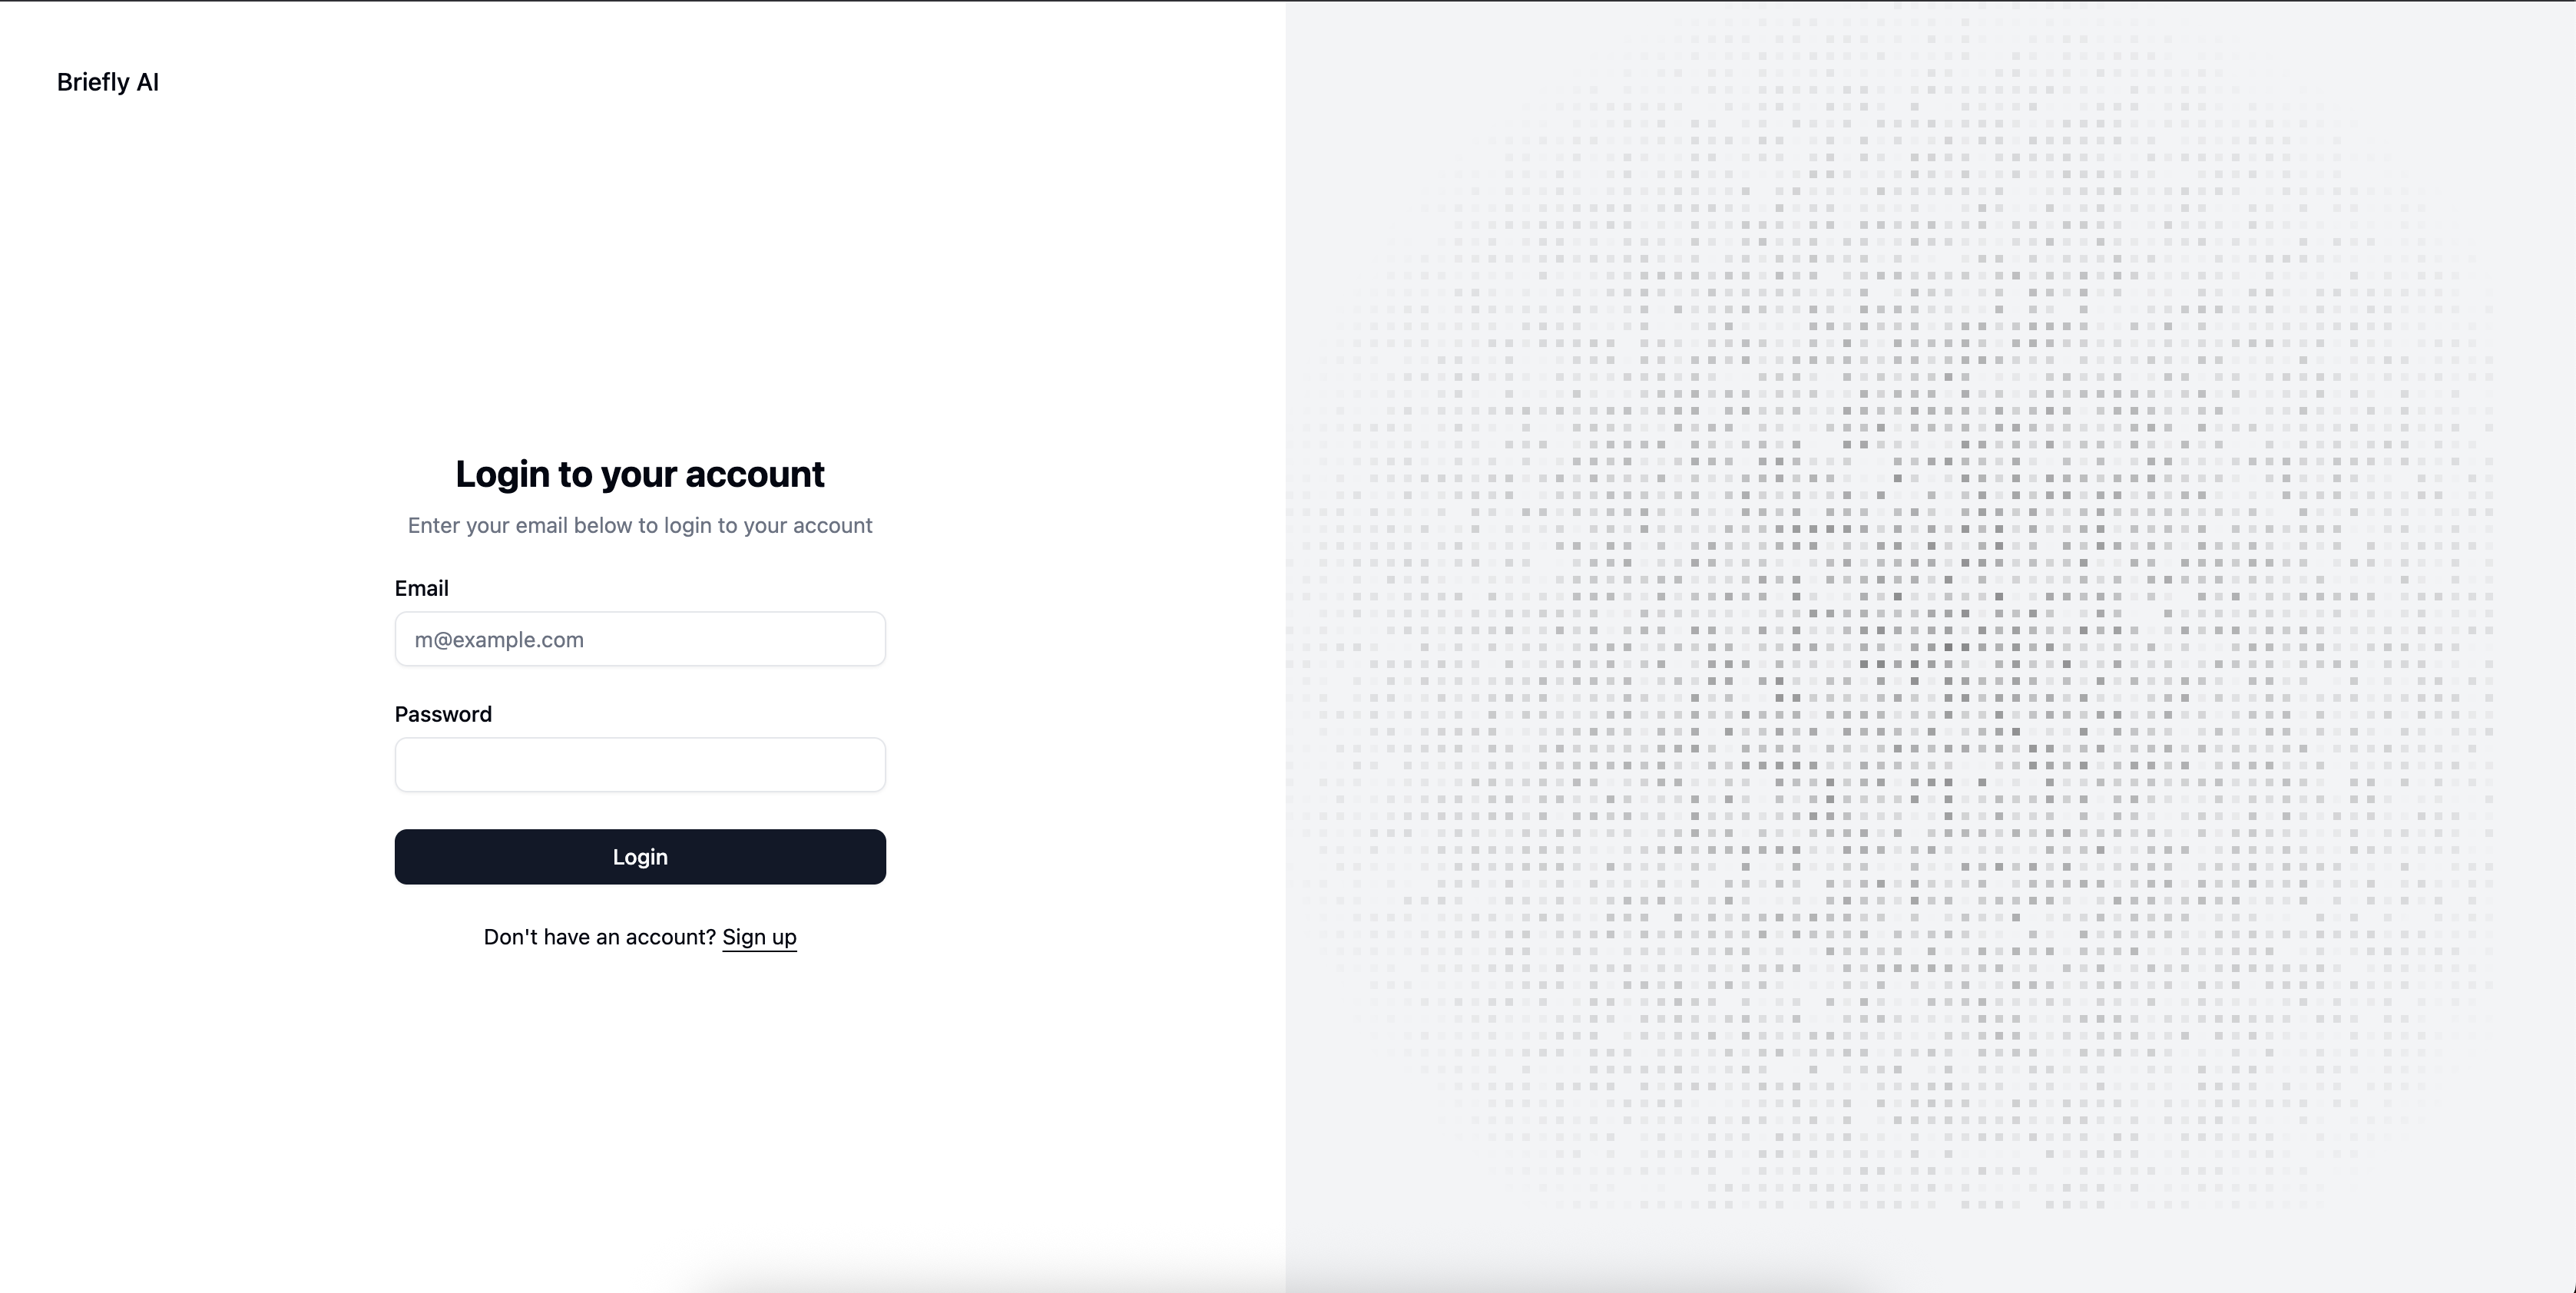 Briefly AI
Login to your account
Enter your email below to login to your account
Email
m@example.com
Password
Login
Don't have an account? Sign up